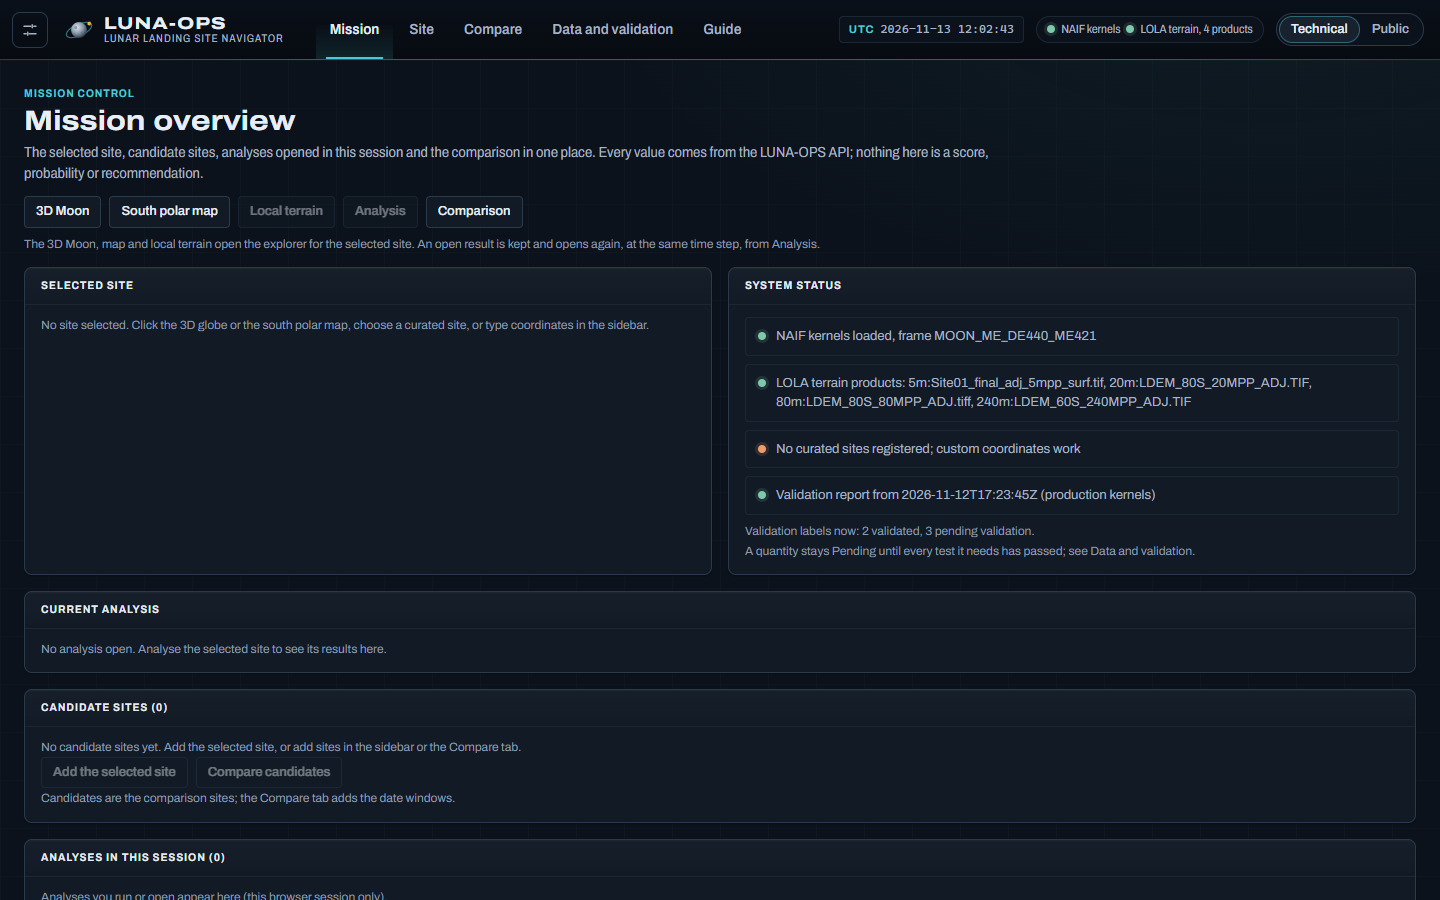 LUNA-OPS
LUNAR LANDING SITE NAVIGATOR
Mission
Site
Compare
Data and validation
Guide
UTC 2026-11-13 12:02:43
NAIF kernels
LOLA terrain, 4 products
Technical
Public
MISSION CONTROL
Mission overview
The selected site, candidate sites, analyses opened in this session and the comparison in one place. Every value comes from the LUNA-OPS API; nothing here is a score,
probability or recommendation.
3D Moon
South polar map
Local terrain
Analysis
Comparison
The 3D Moon, map and local terrain open the explorer for the selected site. An open result is kept and opens again, at the same time step, from Analysis.
SELECTED SITE
No site selected. Click the 3D globe or the south polar map, choose a curated site, or type coordinates in the sidebar.
SYSTEM STATUS
NAIF kernels loaded, frame MOON_ME_DE440_ME421
LOLA terrain products: 5m:Site01_final_adj_5mpp_surf.tif, 20m:LDEM_80S_20MPP_ADJ.TIF,
80m:LDEM_80S_80MPP_ADJ.tiff, 240m:LDEM_60S_240MPP_ADJ.TIF
No curated sites registered; custom coordinates work
Validation report from 2026-11-12T17:23:45Z (production kernels)
Validation labels now: 2 validated, 3 pending validation.
A quantity stays Pending until every test it needs has passed; see Data and validation.
CURRENT ANALYSIS
No analysis open. Analyse the selected site to see its results here.
CANDIDATE SITES (0)
No candidate sites yet. Add the selected site, or add sites in the sidebar or the Compare tab.
Add the selected site
Compare candidates
Candidates are the comparison sites; the Compare tab adds the date windows.
ANALYSES IN THIS SESSION (0)
Analyses you run or open appear here (this browser session only).